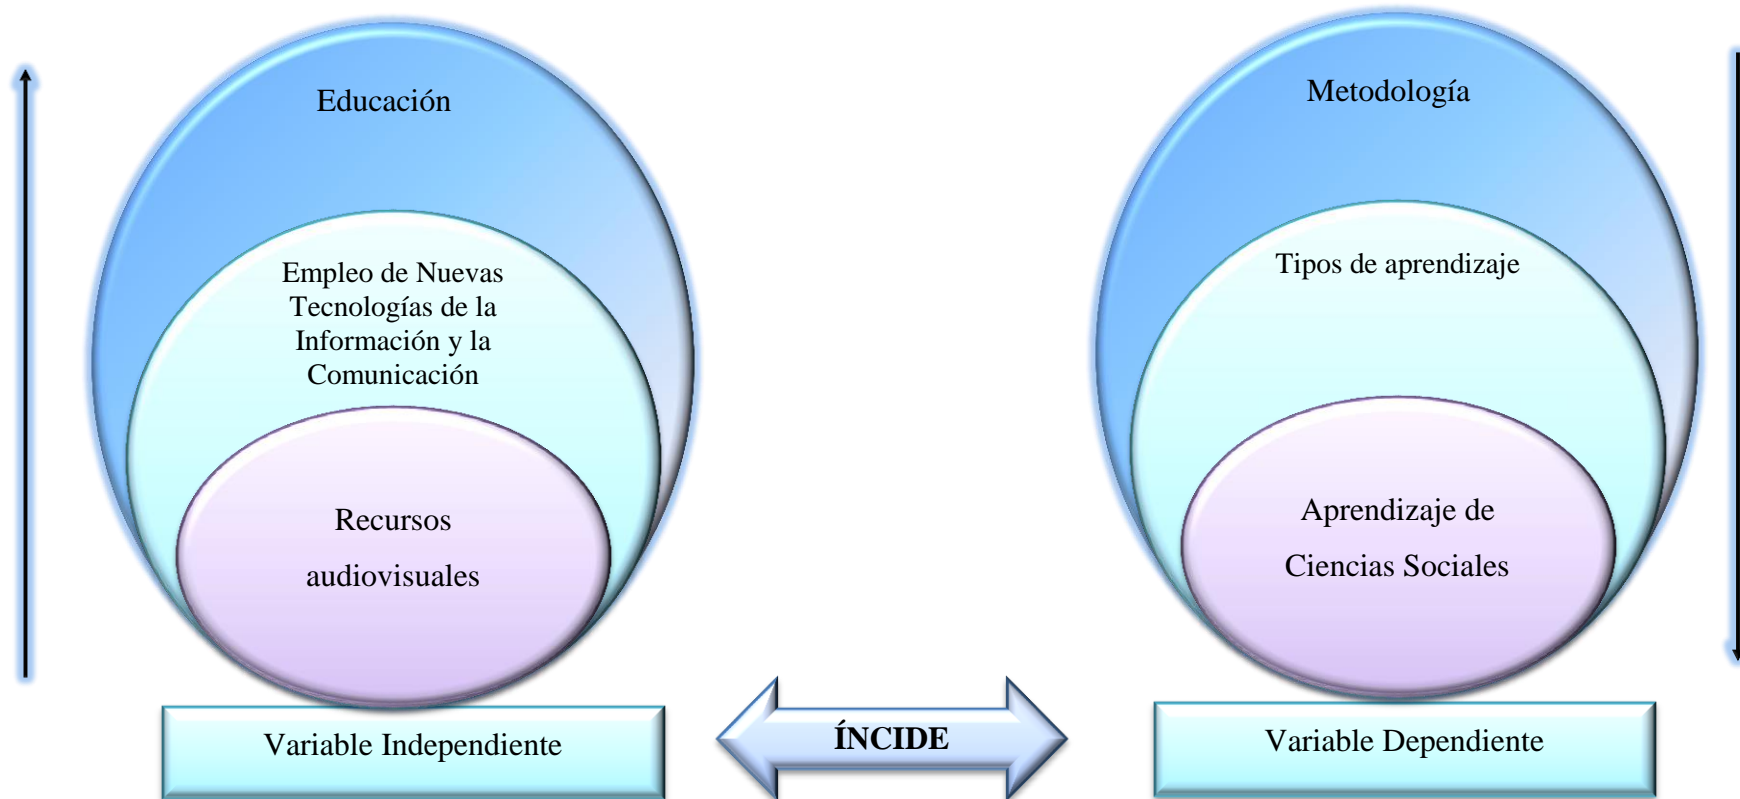 Educación
Empleo de Nuevas
Tecnologías de la
Información y la
Comunicación
Recursos
audiovisuales
Variable Independiente
ÍNCIDE
Metodología
Tipos de aprendizaje
Aprendizaje de
Ciencias Sociales
Variable Dependiente